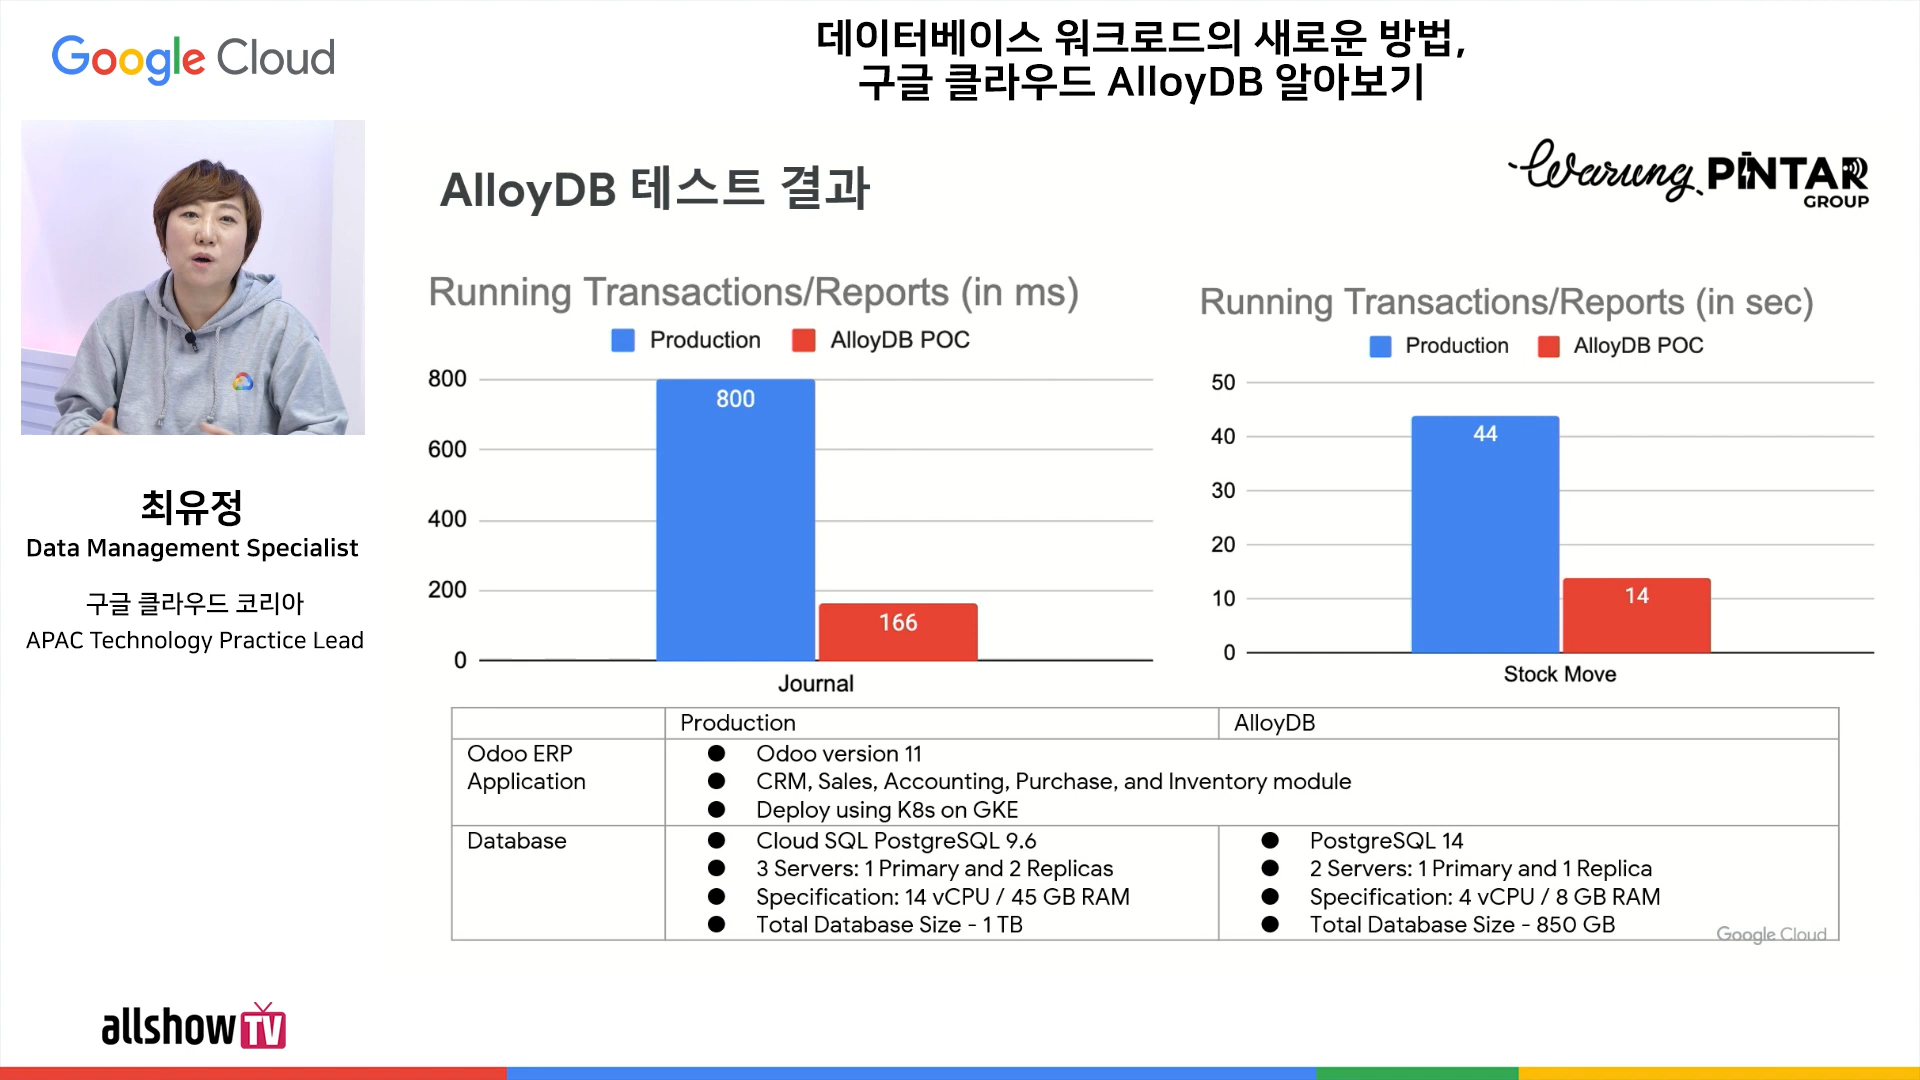 Google Cloud
데이터베이스 워크로드의 새로운 방법,
구글 클라우드 AlloyDB 알아보기
최유정
Data Management Specialist
구글 클라우드 코리아
APAC Technology Practice Lead
AlloyDB 테스트 결과
Warung PINTAR
GROUP
Running Transactions/Reports (in ms)
Production
AlloyDB POC
800
600
400
200
0
800
166
Journal
Running Transactions/Reports (in sec)
Production
AlloyDB POC
50
40
30
20
10
0
44
14
Stock Move
Production
AlloyDB
Odoo ERP
Application
● Odoo version 11
● CRM, Sales, Accounting, Purchase, and Inventory module
● Deploy using K8s on GKE
Database
● Cloud SQL PostgreSQL 9.6
● 3 Servers: 1 Primary and 2 Replicas
● Specification: 14 vCPU / 45 GB RAM
● Total Database Size - 1 TB
● PostgreSQL 14
● 2 Servers: 1 Primary and 1 Replica
● Specification: 4 vCPU / 8 GB RAM
● Total Database Size - 850 GB
Google Cloud
allshow TV